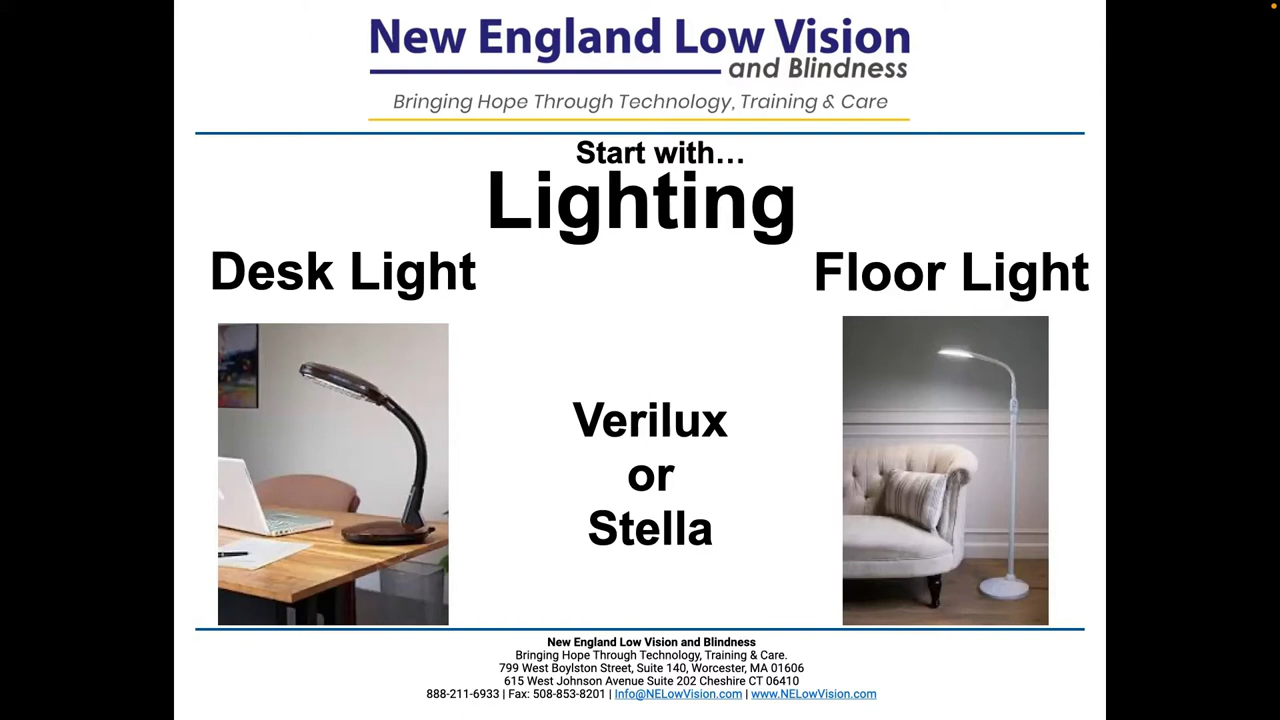 New England Low Vision
and Blindness
Bringing Hope Through Technology, Training & Care
Start with...
Lighting
Desk Light
Floor Light
Verilux
or
Stella
New England Low Vision and Blindness
Bringing Hope Through Technology, Training & Care.
799 West Boylston Street, Suite 140, Worcester, MA 01606
615 West Johnson Avenue Suite 202 Cheshire CT 06410
888-211-6933 | Fax: 508-853-8201 | Info@NELowVision.com | www.NELowVision.com